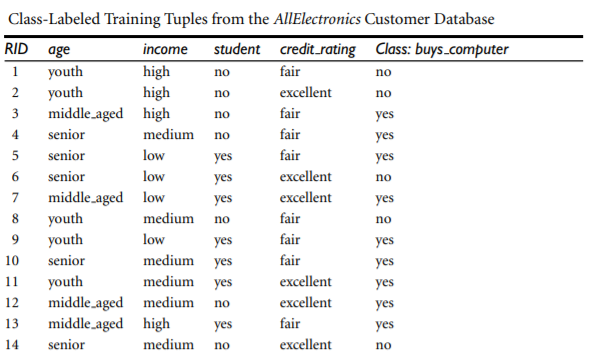 Class-Labeled Training Tuples from the AllElectronics Customer Database
RID age income student credit_rating Class: buys_computer
1 youth high no fair no
2 youth high no excellent no
3 middle_aged high no fair yes
4 senior medium no fair yes
5 senior low yes fair yes
6 senior low yes excellent no
7 middle_aged low yes excellent yes
8 youth medium no fair no
9 youth low yes fair yes
10 senior medium yes fair yes
11 youth medium yes excellent yes
12 middle_aged medium no excellent yes
13 middle_aged high yes fair yes
14 senior medium no excellent no